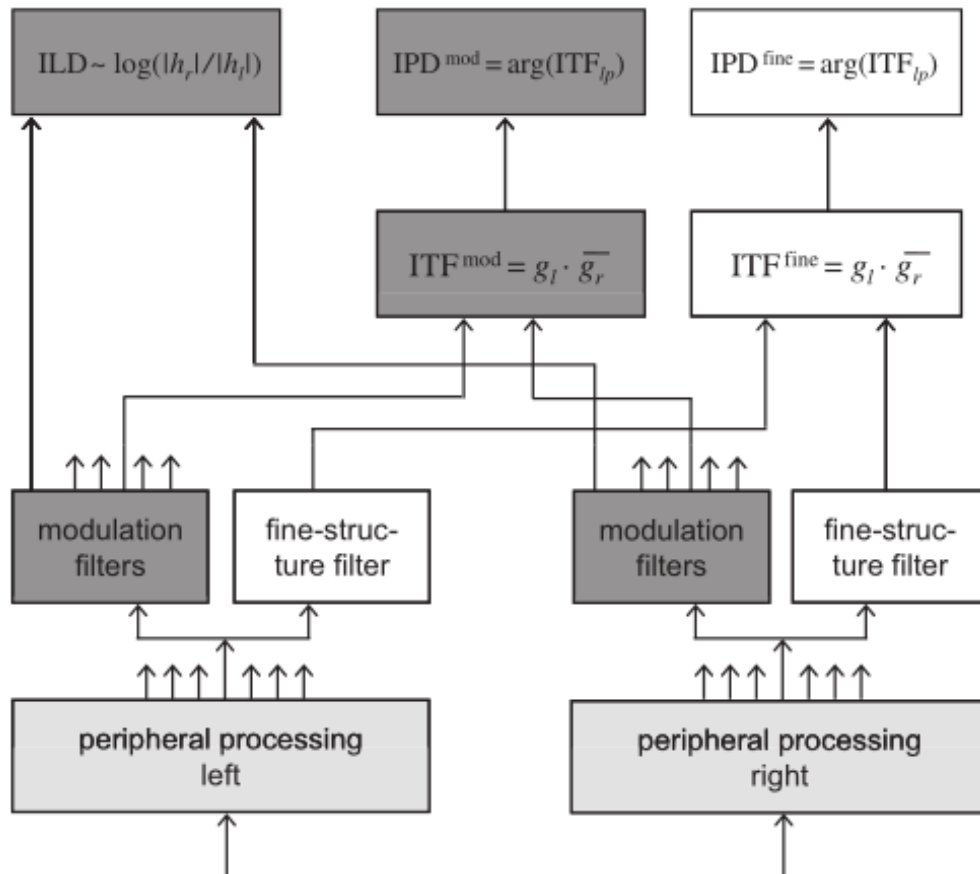 ILD ~ log(|h_r|/|h_l|)
IPD^mod = arg(ITF_lp)
IPD^fine = arg(ITF_lp)
ITF^mod = g_l · \overline{g_r}
ITF^fine = g_l · \overline{g_r}
modulation
filters
fine-struc-
ture filter
modulation
filters
fine-struc-
ture filter
peripheral processing
left
peripheral processing
right